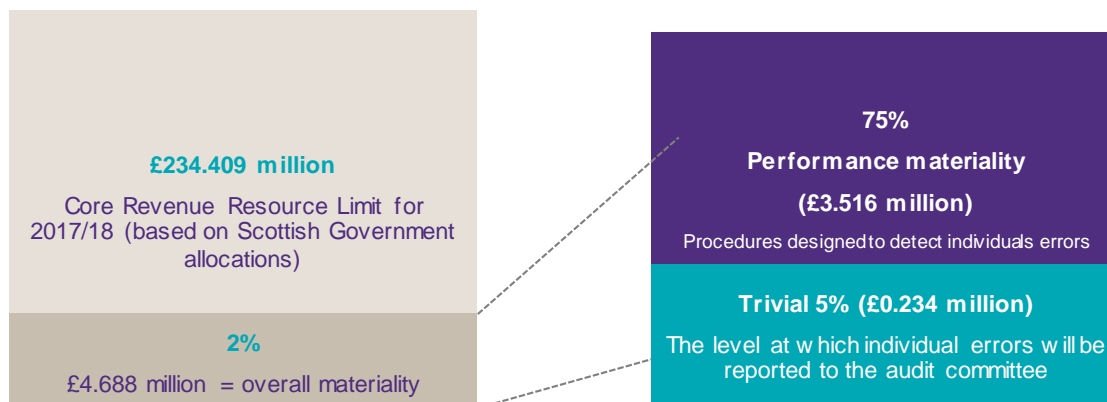 £234.409 million
Core Revenue Resource Limit for
2017/18 (based on Scottish Government
allocations)
2%
£4.688 million = overall materiality
75%
Performance materiality
(£3.516 million)
Procedures designed to detect individuals errors
Trivial 5% (£0.234 million)
The level at which individual errors will be
reported to the audit committee